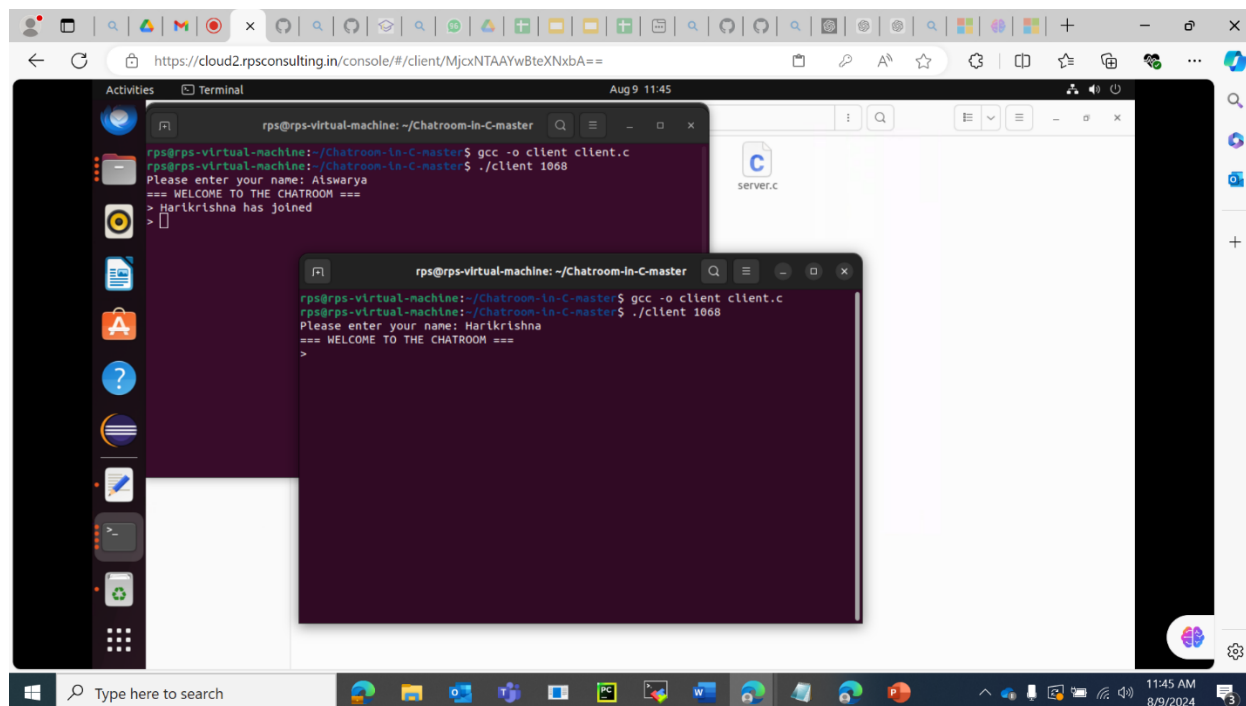 https://cloud2.rpsconsulting.in/console/#/client/MjcxNTAAYwBteXNxbA==
Activities
Terminal
Aug 9 11:45
rps@rps-virtual-machine: ~/Chatroom-in-C-master
rps@rps-virtual-machine:~/Chatroom-in-C-master$ gcc -o client client.c
rps@rps-virtual-machine:~/Chatroom-in-C-master$ ./client 1068
Please enter your name: Aiswarya
=== WELCOME TO THE CHATROOM ===
> Harikrishna has joined
>
C
server.c
rps@rps-virtual-machine: ~/Chatroom-in-C-master
rps@rps-virtual-machine:~/Chatroom-in-C-master$ gcc -o client client.c
rps@rps-virtual-machine:~/Chatroom-in-C-master$ ./client 1068
Please enter your name: Harikrishna
=== WELCOME TO THE CHATROOM ===
>
Type here to search
11:45 AM
8/9/2024